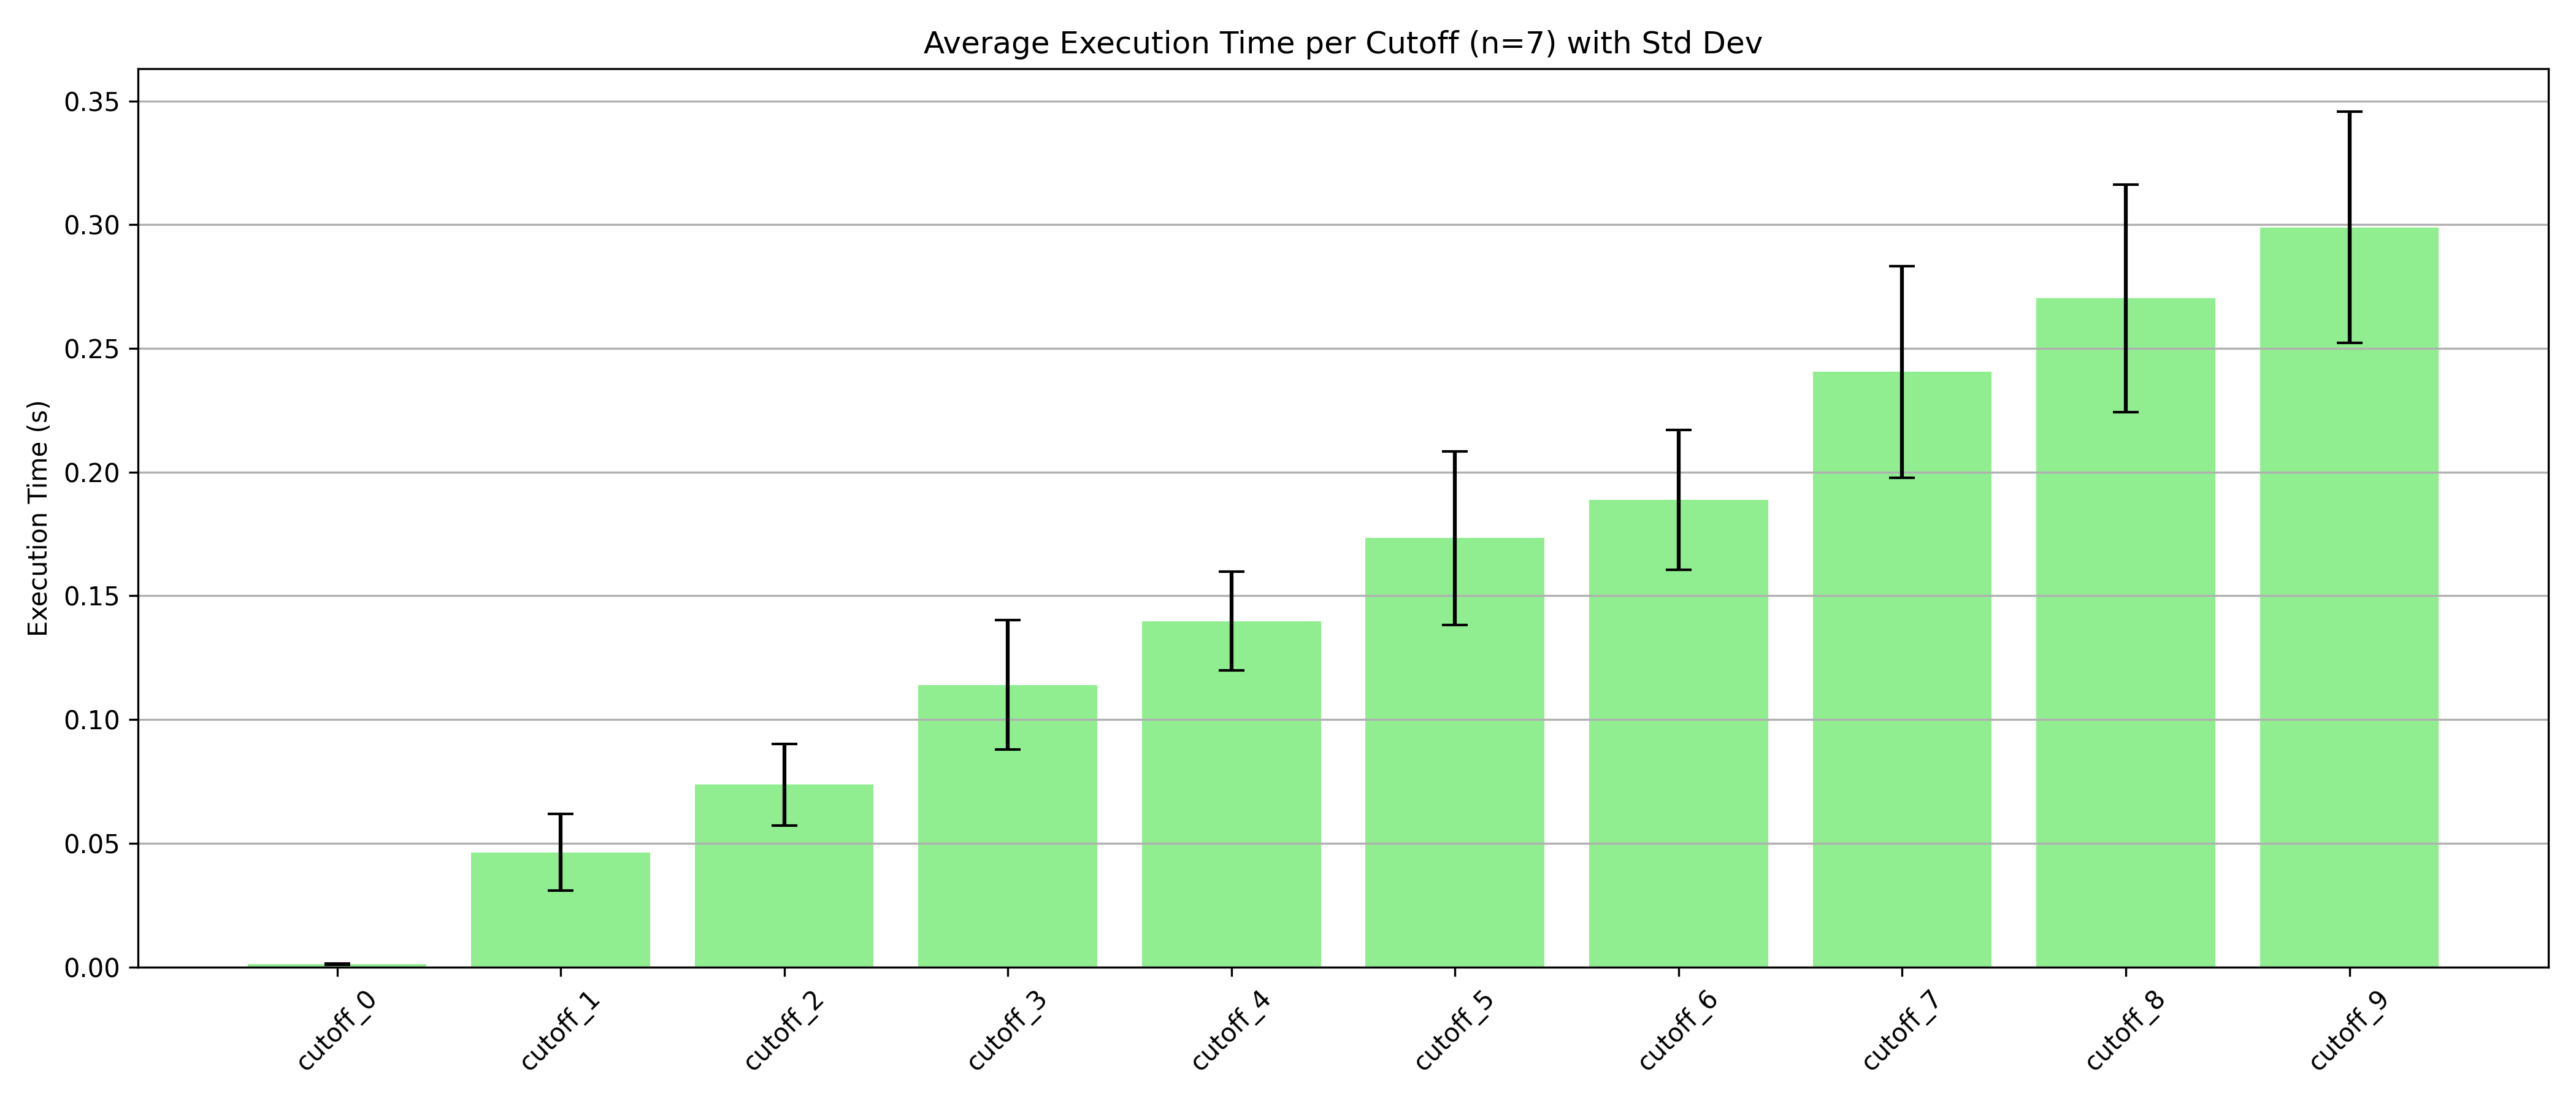 Average Execution Time per Cutoff (n=7) with Std Dev
Execution Time (s)
0.35
0.30
0.25
0.20
0.15
0.10
0.05
0.00
cutoff_0
cutoff_1
cutoff_2
cutoff_3
cutoff_4
cutoff_5
cutoff_6
cutoff_7
cutoff_8
cutoff_9